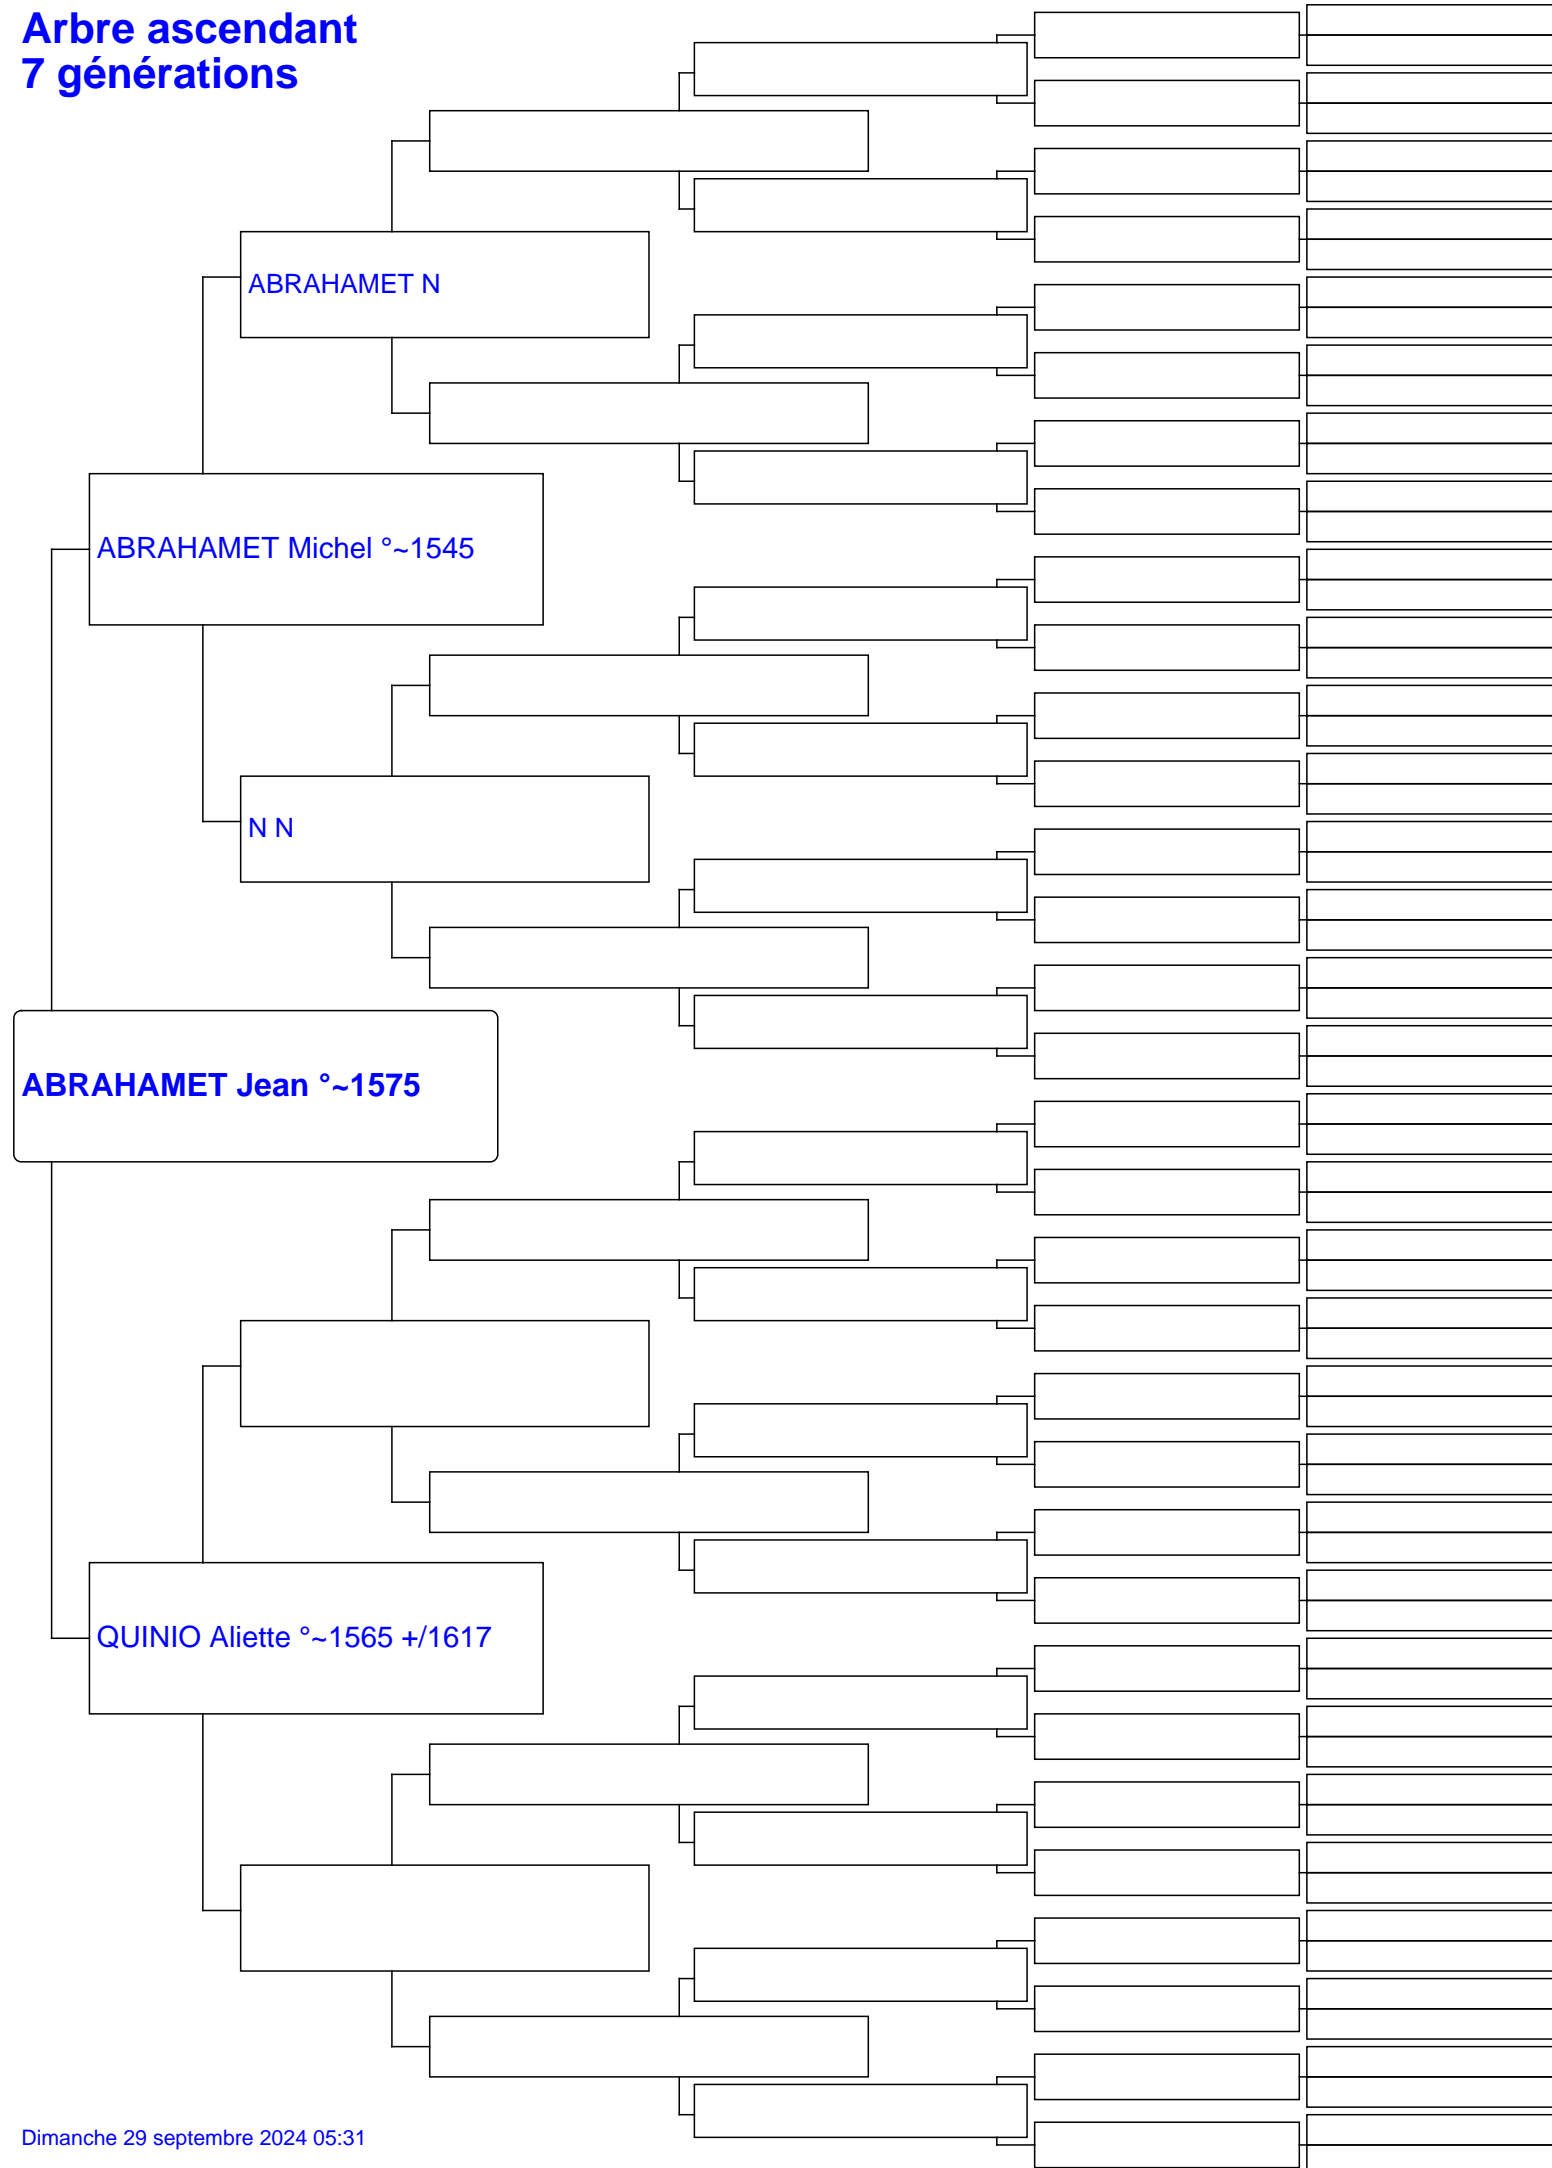 Arbre ascendant
7 générations
ABRAHAMET N
ABRAHAMET Michel °~1545
N N
ABRAHAMET Jean °~1575
QUINIO Aliette °~1565 +/1617
Dimanche 29 septembre 2024 05:31